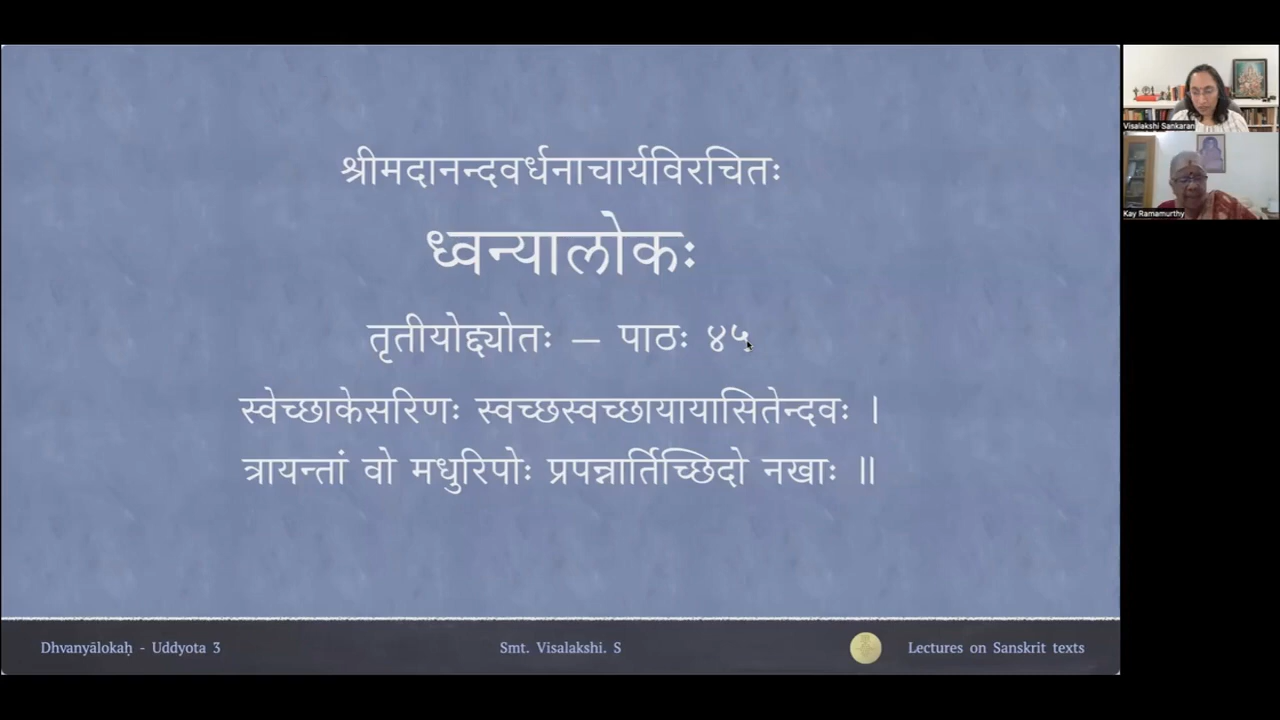 श्रीमदानन्दवर्धनाचार्यविरचितः
ध्वन्यालोकः
तृतीयोद्द्योतः – पाठः ४५
स्वेच्छाकेसरिणः स्वच्छस्वच्छायायासितेन्दवः ।
त्रायन्तां वो मधुरिपोः प्रपन्नार्तिच्छिदो नखाः ॥
Dhvanyālokaḥ - Uddyota 3
Smt. Visalakshi. S
Lectures on Sanskrit texts
Visalakshi Sankaran
Kay Ramamurthy